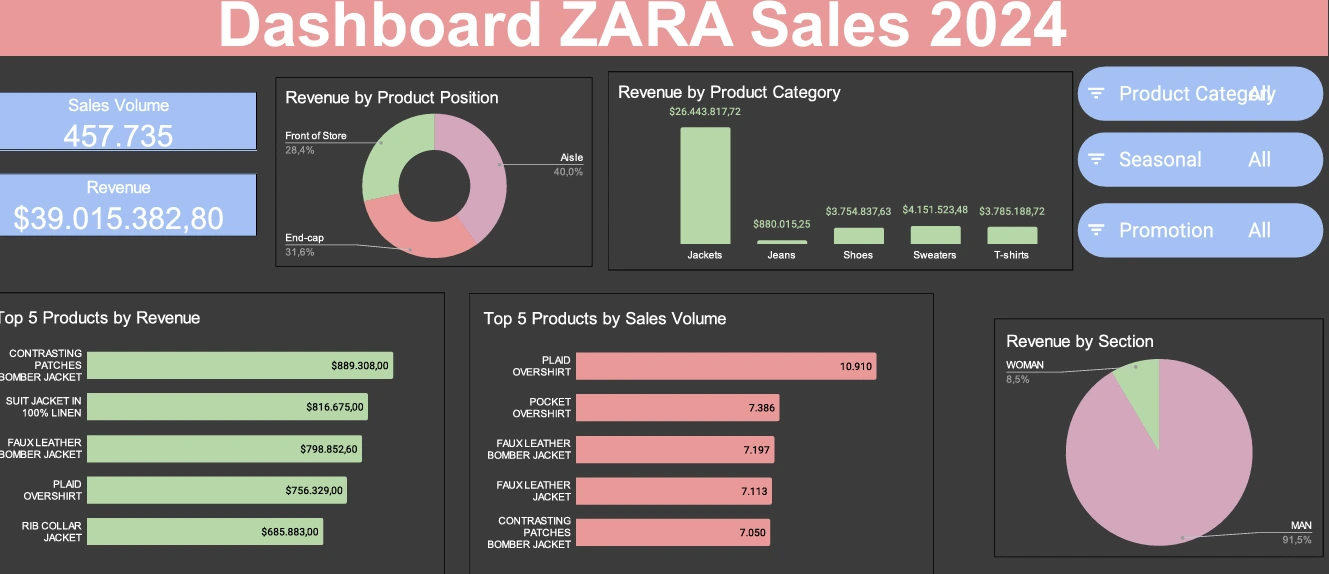 Dashboard ZARA Sales 2024
Sales Volume
457.735
Revenue
$39.015.382,80
Revenue by Product Position
Front of Store
28,4%
Aisle
40,0%
End-cap
31,6%
Revenue by Product Category
$26.443.817,72
$880.015,25
$3.754.837,63
$4.151.523,48
$3.785.188,72
Jackets
Jeans
Shoes
Sweaters
T-shirts
Product Category All
Seasonal All
Promotion All
Top 5 Products by Revenue
CONTRASTING
PATCHES
BOMBER JACKET
$889.308,00
SUIT JACKET IN
100% LINEN
$816.675,00
FAUX LEATHER
BOMBER JACKET
$798.852,60
PLAID
OVERSHIRT
$756.329,00
RIB COLLAR
JACKET
$685.883,00
Top 5 Products by Sales Volume
PLAID
OVERSHIRT
10.910
POCKET
OVERSHIRT
7.386
FAUX LEATHER
BOMBER JACKET
7.197
FAUX LEATHER
JACKET
7.113
CONTRASTING
PATCHES
BOMBER JACKET
7.050
Revenue by Section
WOMAN
8,5%
MAN
91,5%